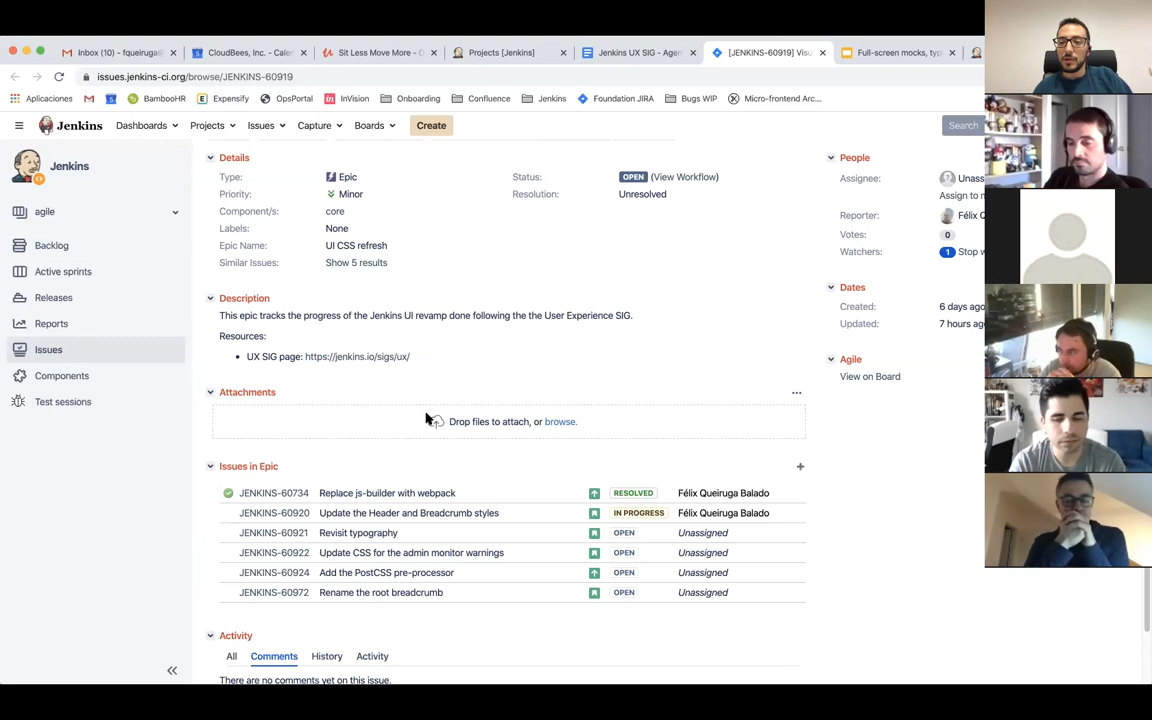 Inbox (10) - fqueiruga@
CloudBees, Inc. - Cale
Sit Less Move More -
Projects [Jenkins]
Jenkins UX SIG - Agen
[JENKINS-60919] Visu
Full-screen mocks, typ
issues.jenkins-ci.org/browse/JENKINS-60919
Aplicaciones
BambooHR
Expensify
OpsPortal
InVision
Onboarding
Confluence
Jenkins
Foundation JIRA
Bugs WIP
Micro-frontend Arc...
Jenkins
Dashboards
Projects
Issues
Capture
Boards
Create
Search
Jenkins
agile
Backlog
Active sprints
Releases
Reports
Issues
Components
Test sessions
Details
Type: Epic
Status: OPEN (View Workflow)
Priority: Minor
Resolution: Unresolved
Component/s: core
Labels: None
Epic Name: UI CSS refresh
Similar Issues: Show 5 results
Description
This epic tracks the progress of the Jenkins UI revamp done following the the User Experience SIG.
Resources:
• UX SIG page: https://jenkins.io/sigs/ux/
Attachments
Drop files to attach, or browse.
Issues in Epic
JENKINS-60734 Replace js-builder with webpack RESOLVED Félix Queiruga Balado
JENKINS-60920 Update the Header and Breadcrumb styles IN PROGRESS Félix Queiruga Balado
JENKINS-60921 Revisit typography OPEN Unassigned
JENKINS-60922 Update CSS for the admin monitor warnings OPEN Unassigned
JENKINS-60924 Add the PostCSS pre-processor OPEN Unassigned
JENKINS-60972 Rename the root breadcrumb OPEN Unassigned
Activity
All Comments History Activity
There are no comments yet on this issue.
People
Assignee: Unass
Assign to m
Reporter: Félix Q
Votes: 0
Watchers: 1 Stop w
Dates
Created: 6 days ago
Updated: 7 hours ag
Agile
View on Board